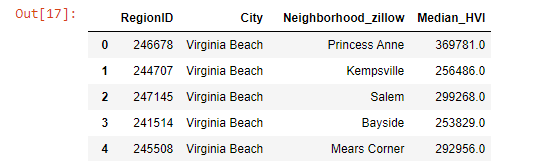 Out[17]:
RegionID City Neighborhood_zillow Median_HVI
0 246678 Virginia Beach Princess Anne 369781.0
1 244707 Virginia Beach Kempsville 256486.0
2 247145 Virginia Beach Salem 299268.0
3 241514 Virginia Beach Bayside 253829.0
4 245508 Virginia Beach Mears Corner 292956.0